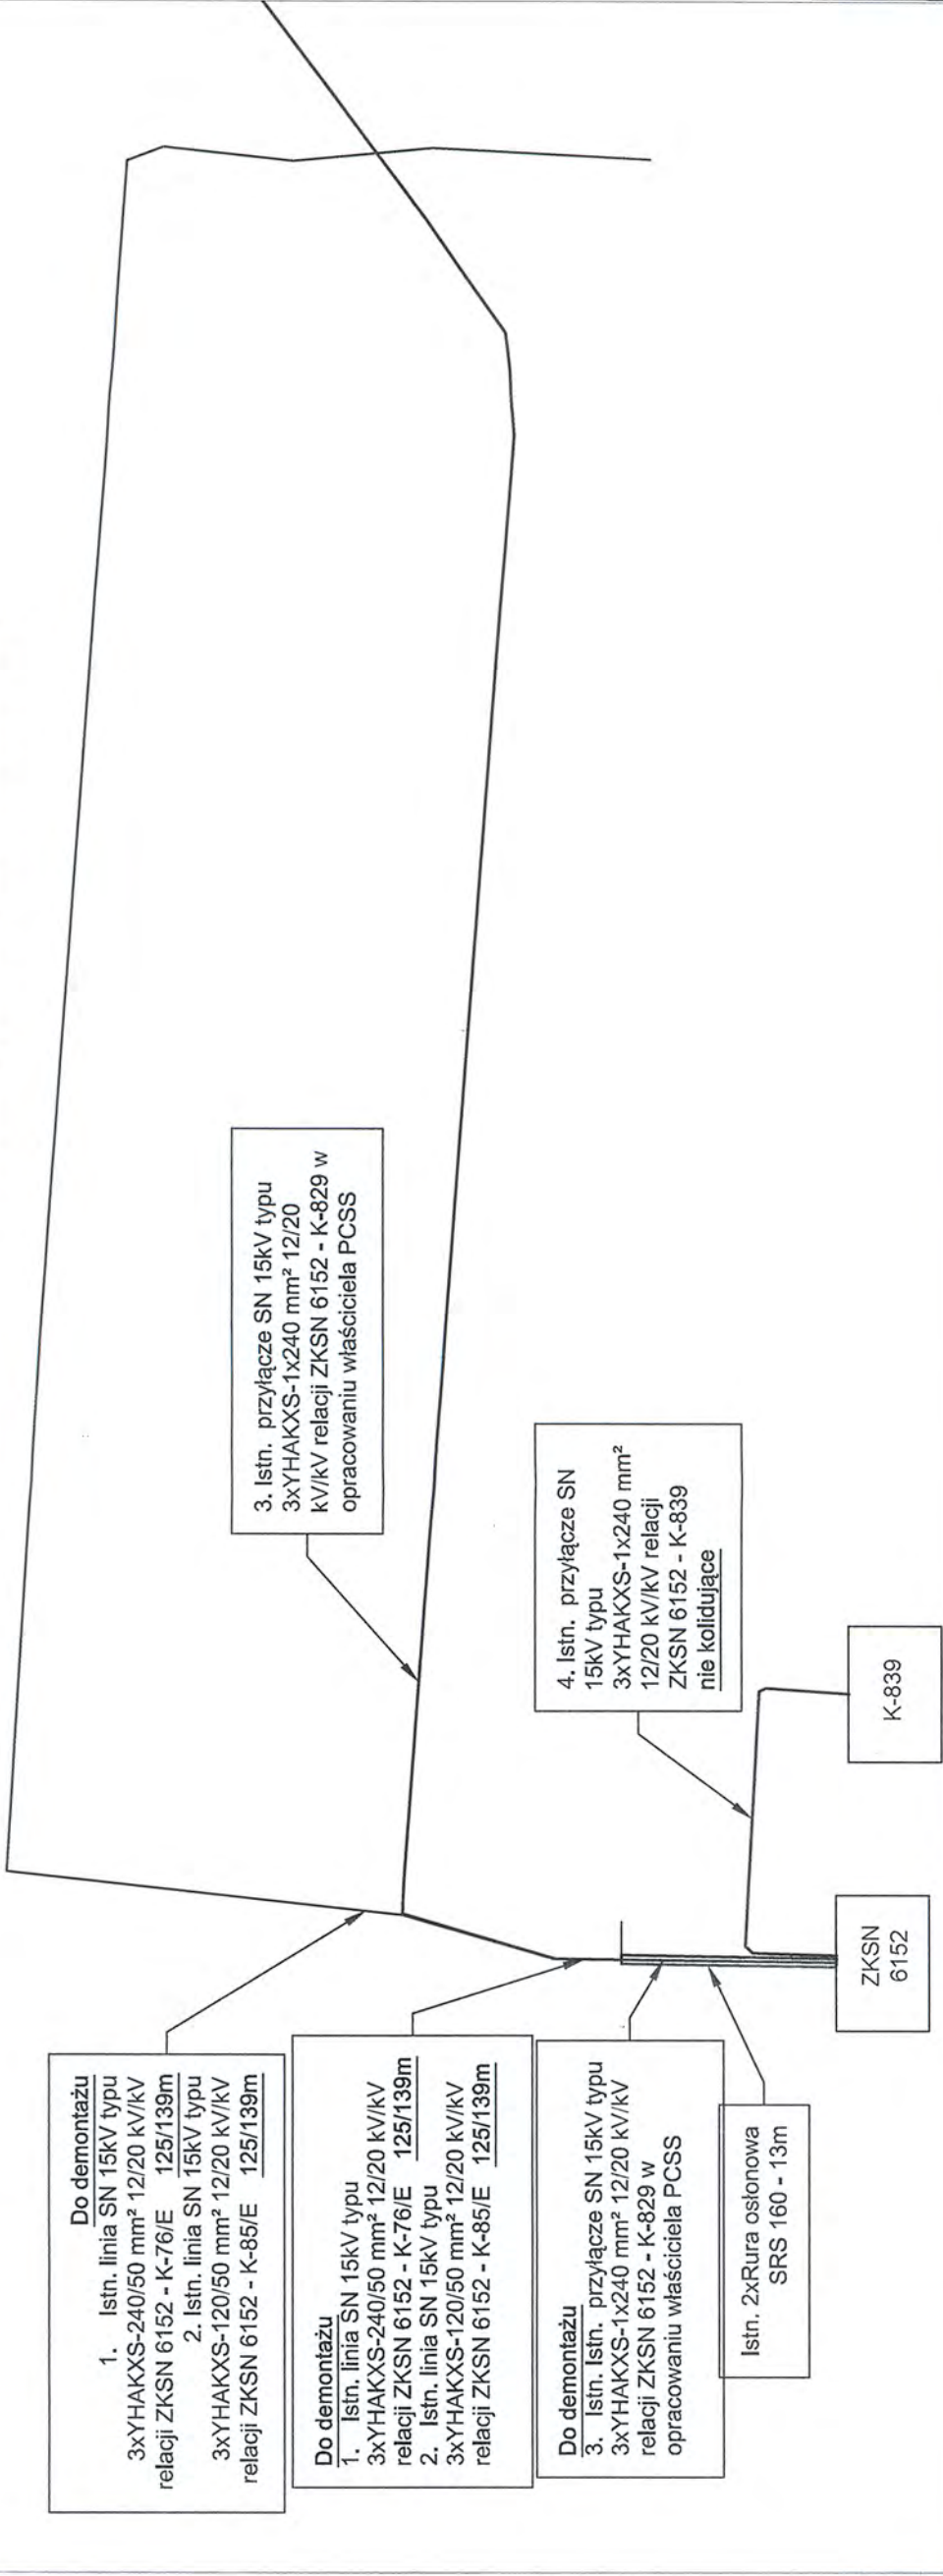 Do demontażu
1. Istn. linia SN 15kV typu
3xYHAKXS-240/50 mm² 12/20 kV/kV
relacji ZKSN 6152 - K-76/E 125/139m
2. Istn. linia SN 15kV typu
3xYHAKXS-120/50 mm² 12/20 kV/kV
relacji ZKSN 6152 - K-85/E 125/139m
Do demontażu
1. Istn. linia SN 15kV typu
3xYHAKXS-240/50 mm² 12/20 kV/kV
relacji ZKSN 6152 - K-76/E 125/139m
2. Istn. linia SN 15kV typu
3xYHAKXS-120/50 mm² 12/20 kV/kV
relacji ZKSN 6152 - K-85/E 125/139m
Do demontażu
3. Istn. Istn. przyłącze SN 15kV typu
3xYHAKXS-1x240 mm² 12/20 kV/kV
relacji ZKSN 6152 - K-829 w
opracowaniu właściciela PCSS
Istn. 2xRura osłonowa
SRS 160 - 13m
ZKSN
6152
3. Istn. przyłącze SN 15kV typu
3xYHAKXS-1x240 mm² 12/20
kV/kV relacji ZKSN 6152 - K-829 w
opracowaniu właściciela PCSS
4. Istn. przyłącze SN
15kV typu
3xYHAKXS-1x240 mm²
12/20 kV/kV relacji
ZKSN 6152 - K-839
nie kolidujące
K-839